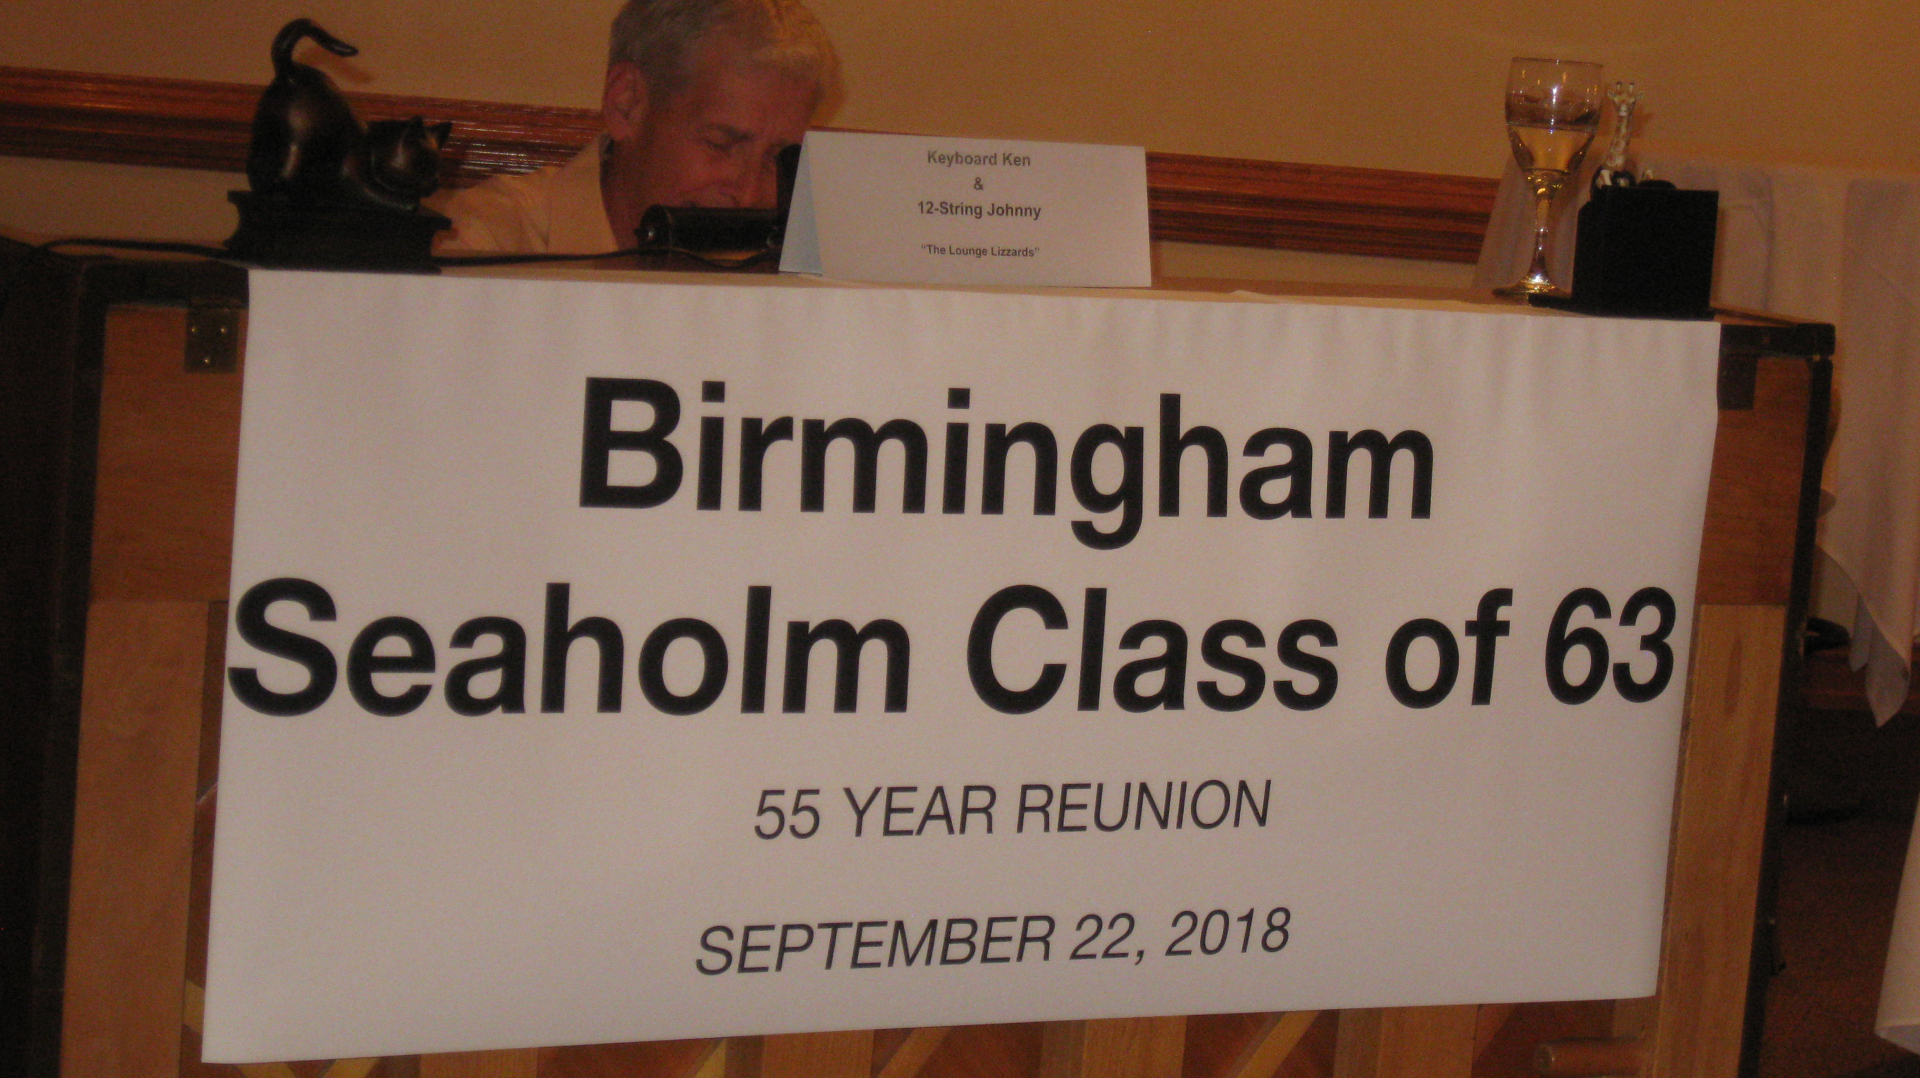 Keyboard Ken
&
12-String Johnny
"The Lounge Lizzards"
Birmingham
Seaholm Class of 63
55 YEAR REUNION
SEPTEMBER 22, 2018